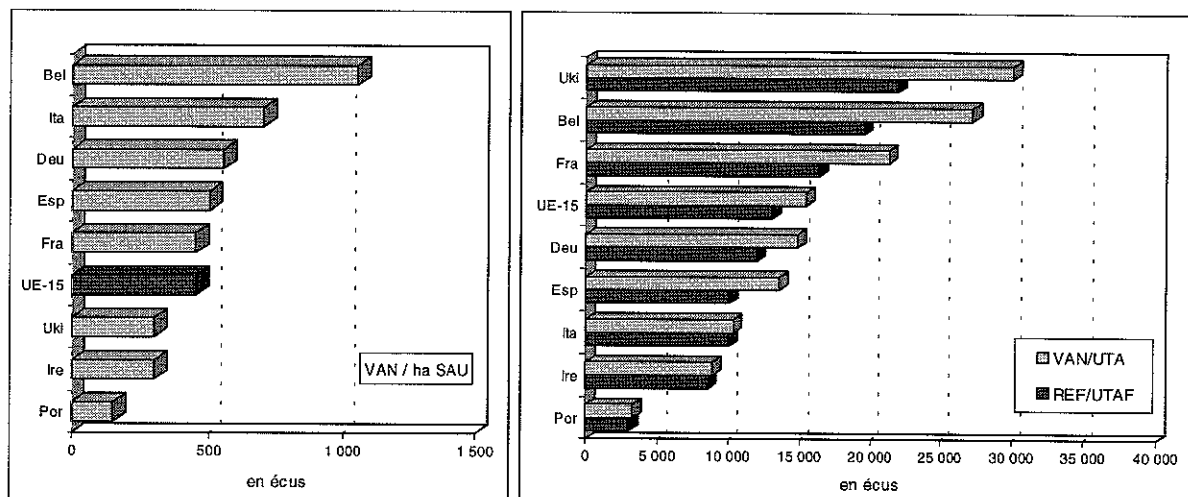 Bel
Ita
Deu
Esp
Fra
UE-15
Uki
Ire
Por
VAN / ha SAU
0 500 1 000 1 500
en écus
Uki
Bel
Fra
UE-15
Deu
Esp
Ita
Ire
Por
VAN/UTA
REF/UTAF
0 5 000 10 000 15 000 20 000 25 000 30 000 35 000 40 000
en écus